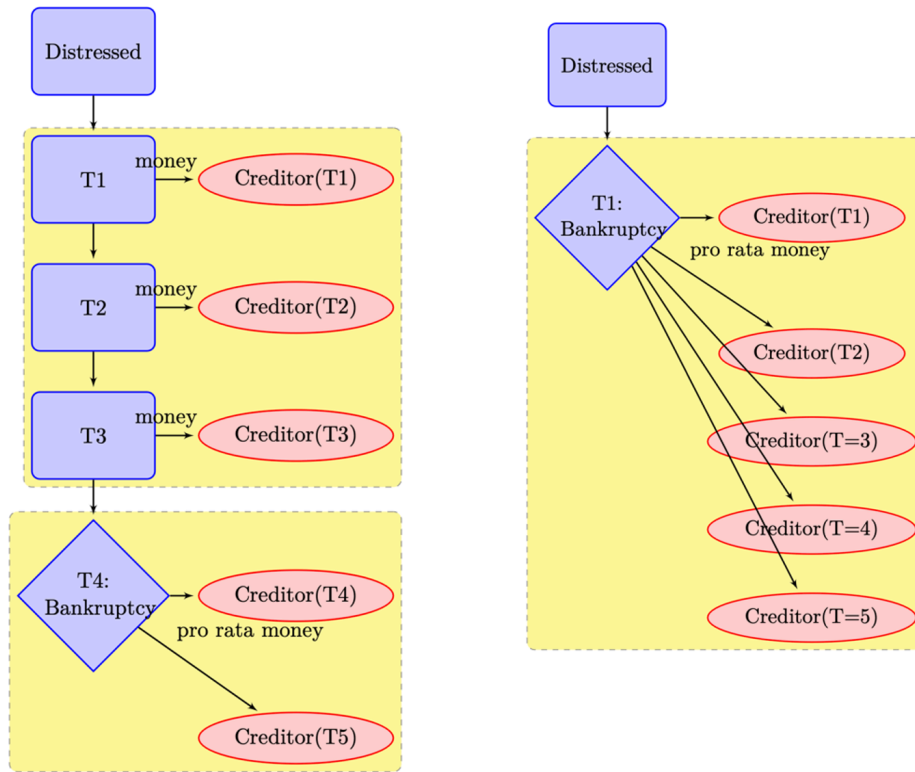 Distressed
T1
money
Creditor(T1)
T2
money
Creditor(T2)
T3
money
Creditor(T3)
T4:
Bankruptcy
Creditor(T4)
pro rata money
Creditor(T5)
Distressed
T1:
Bankruptcy
Creditor(T1)
pro rata money
Creditor(T2)
Creditor(T=3)
Creditor(T=4)
Creditor(T=5)